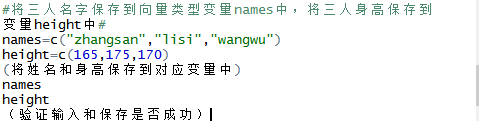 #将三人名字保存到向量类型变量names中，将三人身高保存到
变量height中#
names=c("zhangsan","lisi","wangwu")
height=c(165,175,170)
(将姓名和身高保存到对应变量中)
names
height
（验证输入和保存是否成功）